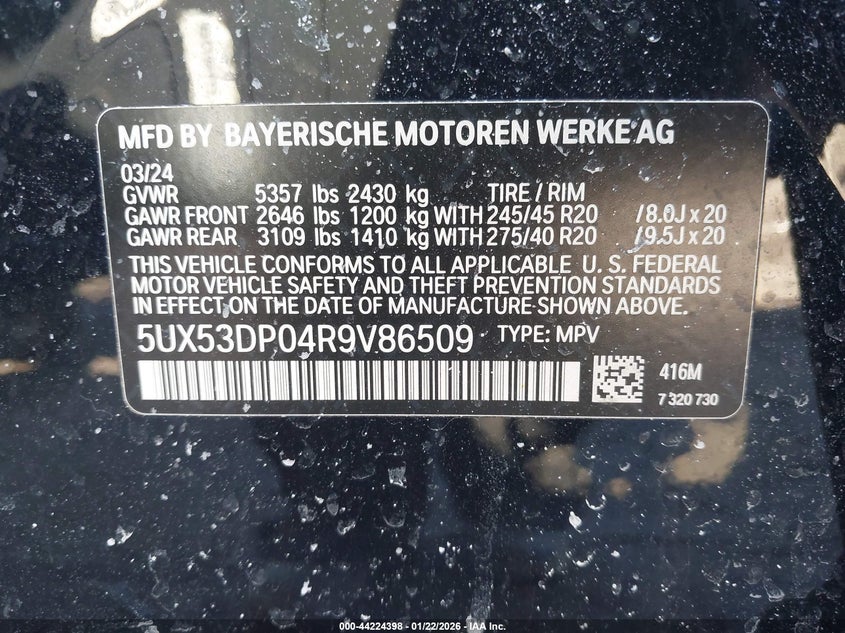 MFD BY BAYERISCHE MOTOREN WERKE AG
03/24
GVWR 5357 lbs 2430 kg TIRE / RIM
GAWR FRONT 2646 lbs 1200 kg WITH 245/45 R20 /8.0J x 20
GAWR REAR 3109 lbs 1410 kg WITH 275/40 R20 /9.5J x 20
THIS VEHICLE CONFORMS TO ALL APPLICABLE U. S. FEDERAL
MOTOR VEHICLE SAFETY AND THEFT PREVENTION STANDARDS
IN EFFECT ON THE DATE OF MANUFACTURE SHOWN ABOVE.
5UX53DP04R9V86509 TYPE: MPV
416M
7 320 730
000-44224398 - 01/22/2026 - IAA Inc.